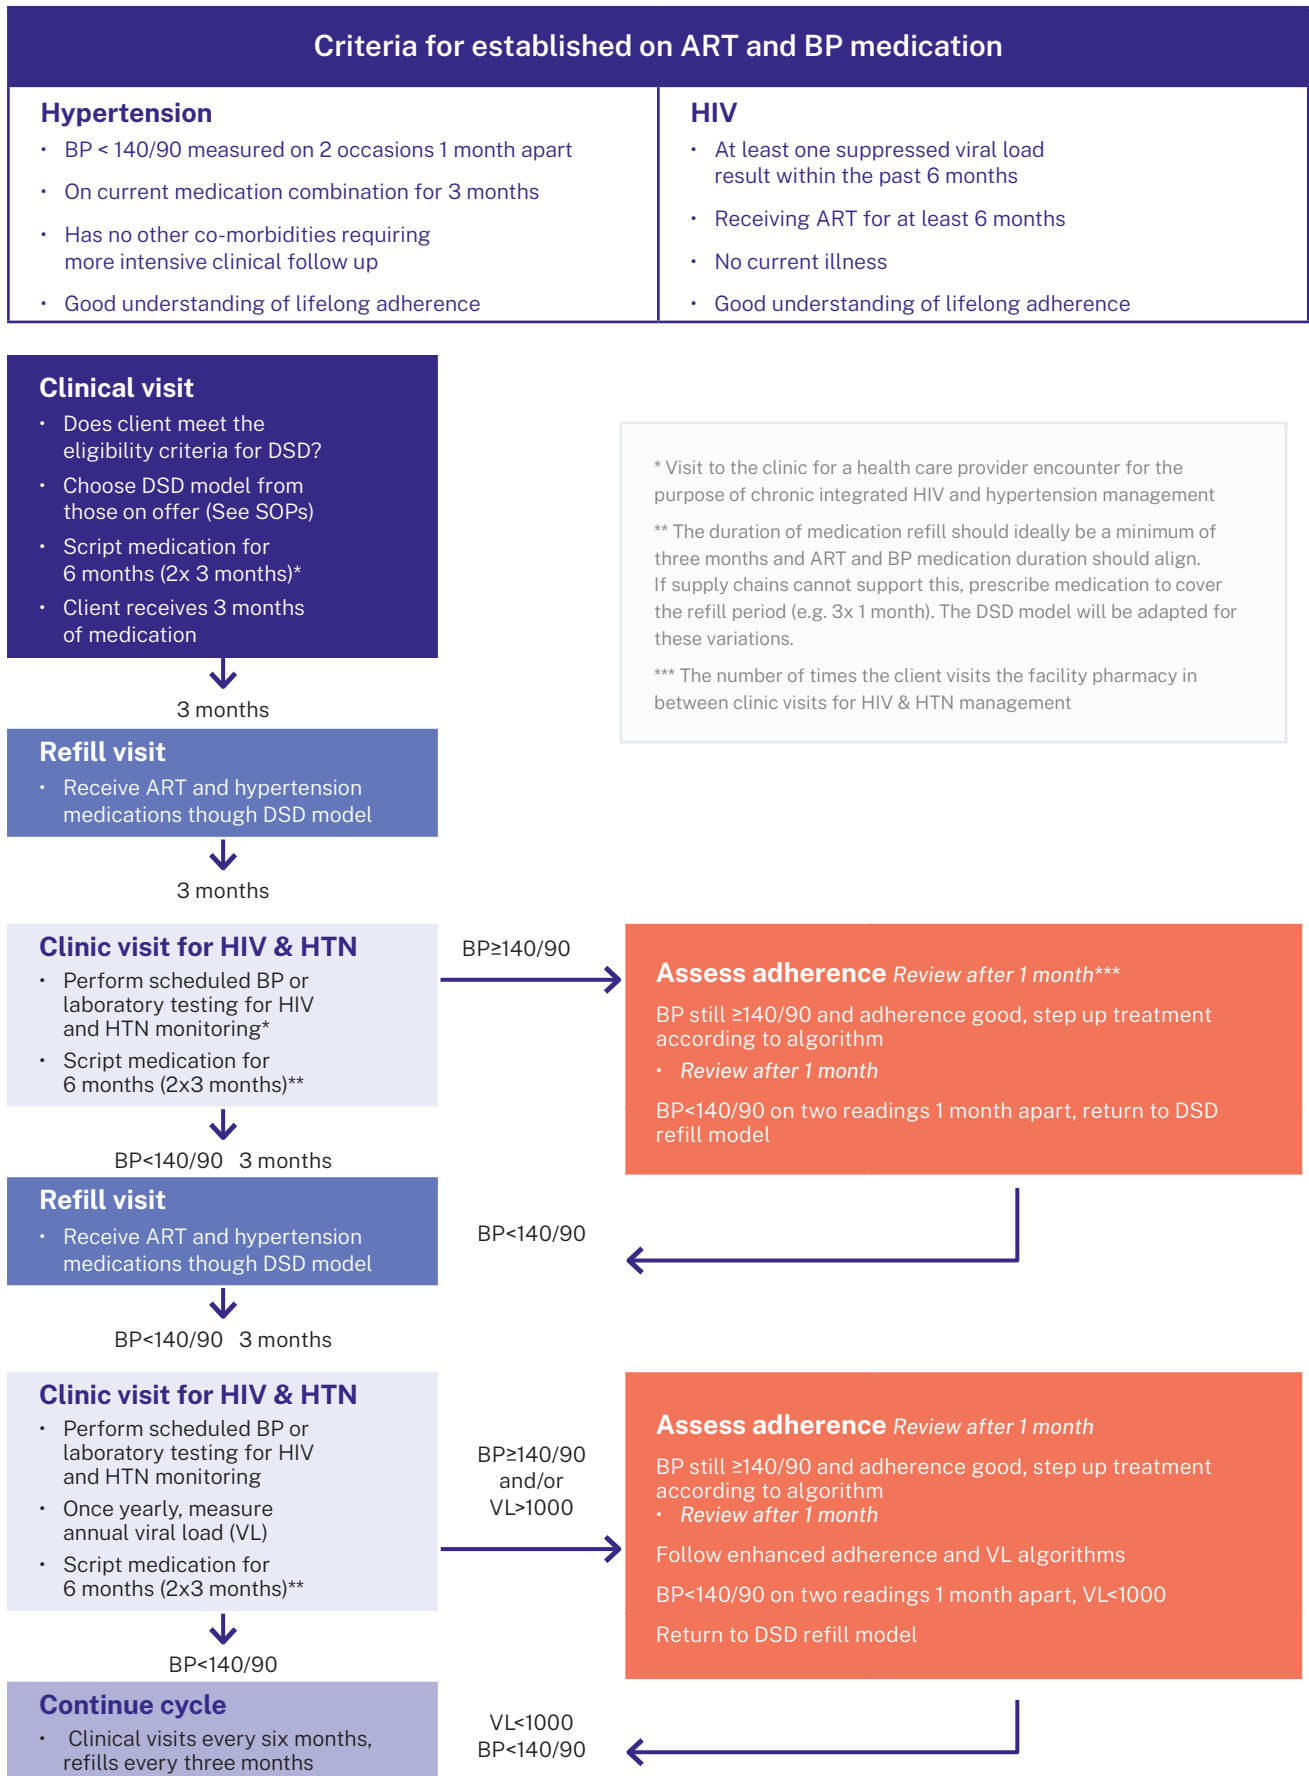 Criteria for established on ART and BP medication
Hypertension
• BP < 140/90 measured on 2 occasions 1 month apart
• On current medication combination for 3 months
• Has no other co-morbidities requiring
more intensive clinical follow up
• Good understanding of lifelong adherence
HIV
• At least one suppressed viral load
result within the past 6 months
• Receiving ART for at least 6 months
• No current illness
• Good understanding of lifelong adherence
Clinical visit
• Does client meet the
eligibility criteria for DSD?
• Choose DSD model from
those on offer (See SOPs)
• Script medication for
6 months (2x 3 months)*
• Client receives 3 months
of medication
* Visit to the clinic for a health care provider encounter for the
purpose of chronic integrated HIV and hypertension management
** The duration of medication refill should ideally be a minimum of
three months and ART and BP medication duration should align.
If supply chains cannot support this, prescribe medication to cover
the refill period (e.g. 3x 1 month). The DSD model will be adapted for
these variations.
*** The number of times the client visits the facility pharmacy in
between clinic visits for HIV & HTN management
3 months
Refill visit
• Receive ART and hypertension
medications though DSD model
3 months
Clinic visit for HIV & HTN
• Perform scheduled BP or
laboratory testing for HIV
and HTN monitoring*
• Script medication for
6 months (2x3 months)**
BP≥140/90
Assess adherence Review after 1 month***
BP still ≥140/90 and adherence good, step up treatment
according to algorithm
• Review after 1 month
BP<140/90 on two readings 1 month apart, return to DSD
refill model
BP<140/90 3 months
Refill visit
• Receive ART and hypertension
medications though DSD model
BP<140/90
BP<140/90 3 months
Clinic visit for HIV & HTN
• Perform scheduled BP or
laboratory testing for HIV
and HTN monitoring
• Once yearly, measure
annual viral load (VL)
• Script medication for
6 months (2x3 months)**
BP≥140/90
and/or
VL>1000
Assess adherence Review after 1 month
BP still ≥140/90 and adherence good, step up treatment
according to algorithm
• Review after 1 month
Follow enhanced adherence and VL algorithms
BP<140/90 on two readings 1 month apart, VL<1000
Return to DSD refill model
BP<140/90
Continue cycle
• Clinical visits every six months,
refills every three months
VL<1000
BP<140/90